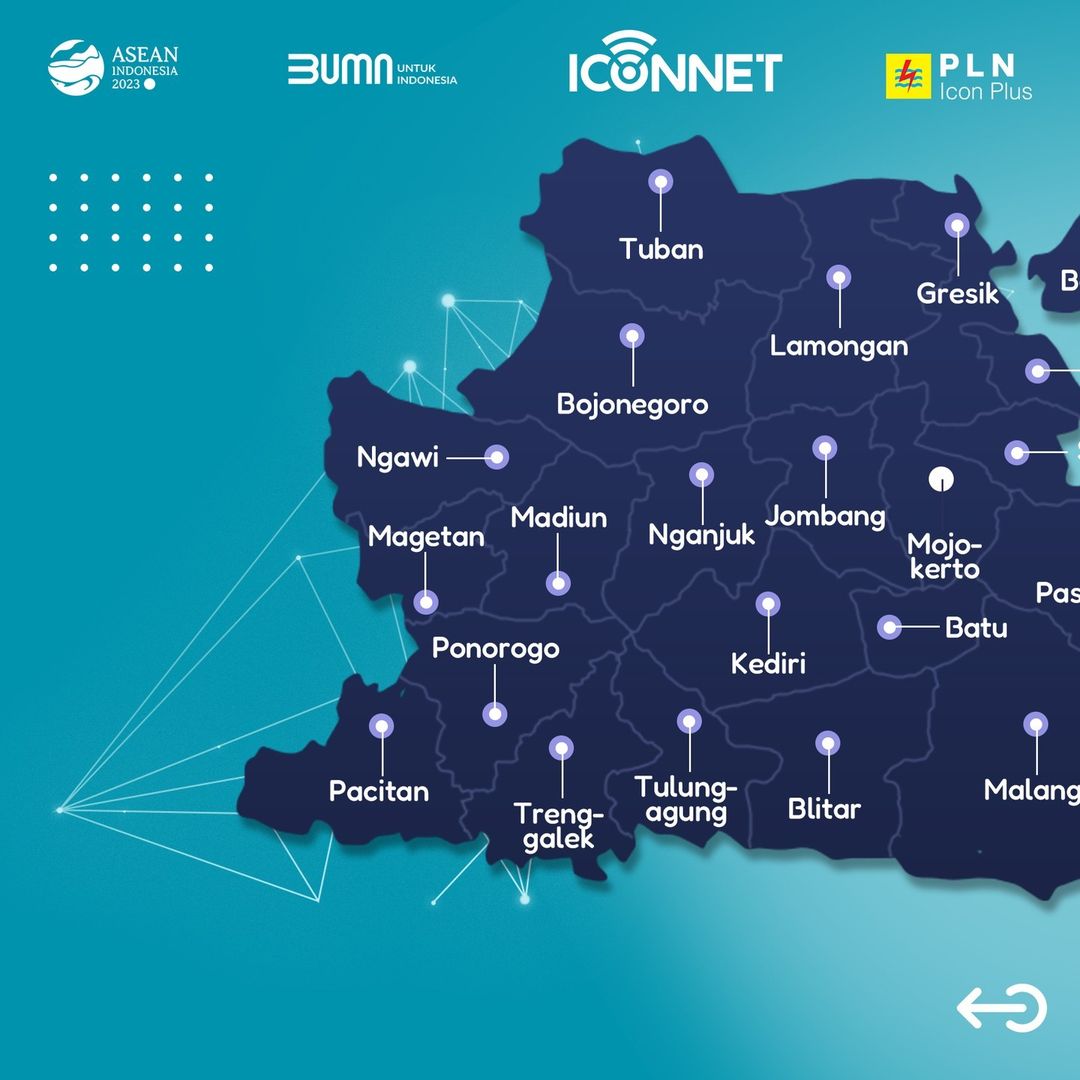 ASEAN
INDONESIA
2023
BUMN UNTUK
INDONESIA
ICONNET
PLN
Icon Plus
Tuban
Gresik
Lamongan
Bojonegoro
Ngawi
Madiun
Magetan
Nganjuk
Jombang
Mojo-
kerto
Batu
Ponorogo
Kediri
Pacitan
Treng-
galek
Tulung-
agung
Blitar
Malang